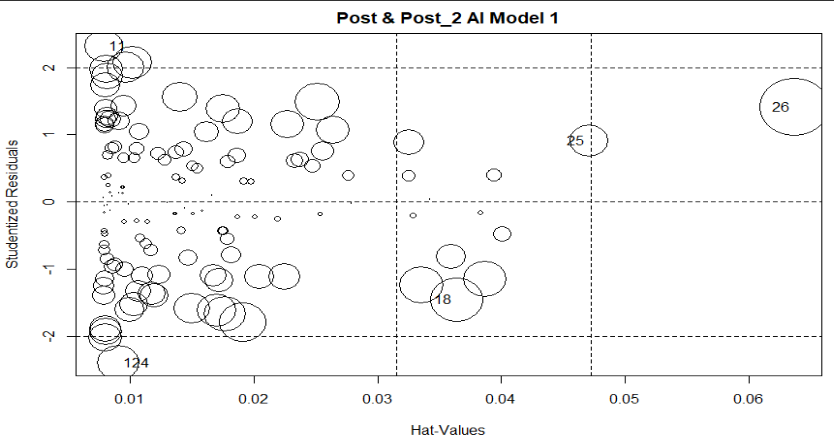 Post & Post_2 AI Model 1
11
2
26
1
25
0
-1
18
-2
124
Studentized Residuals
0.01 0.02 0.03 0.04 0.05 0.06
Hat-Values